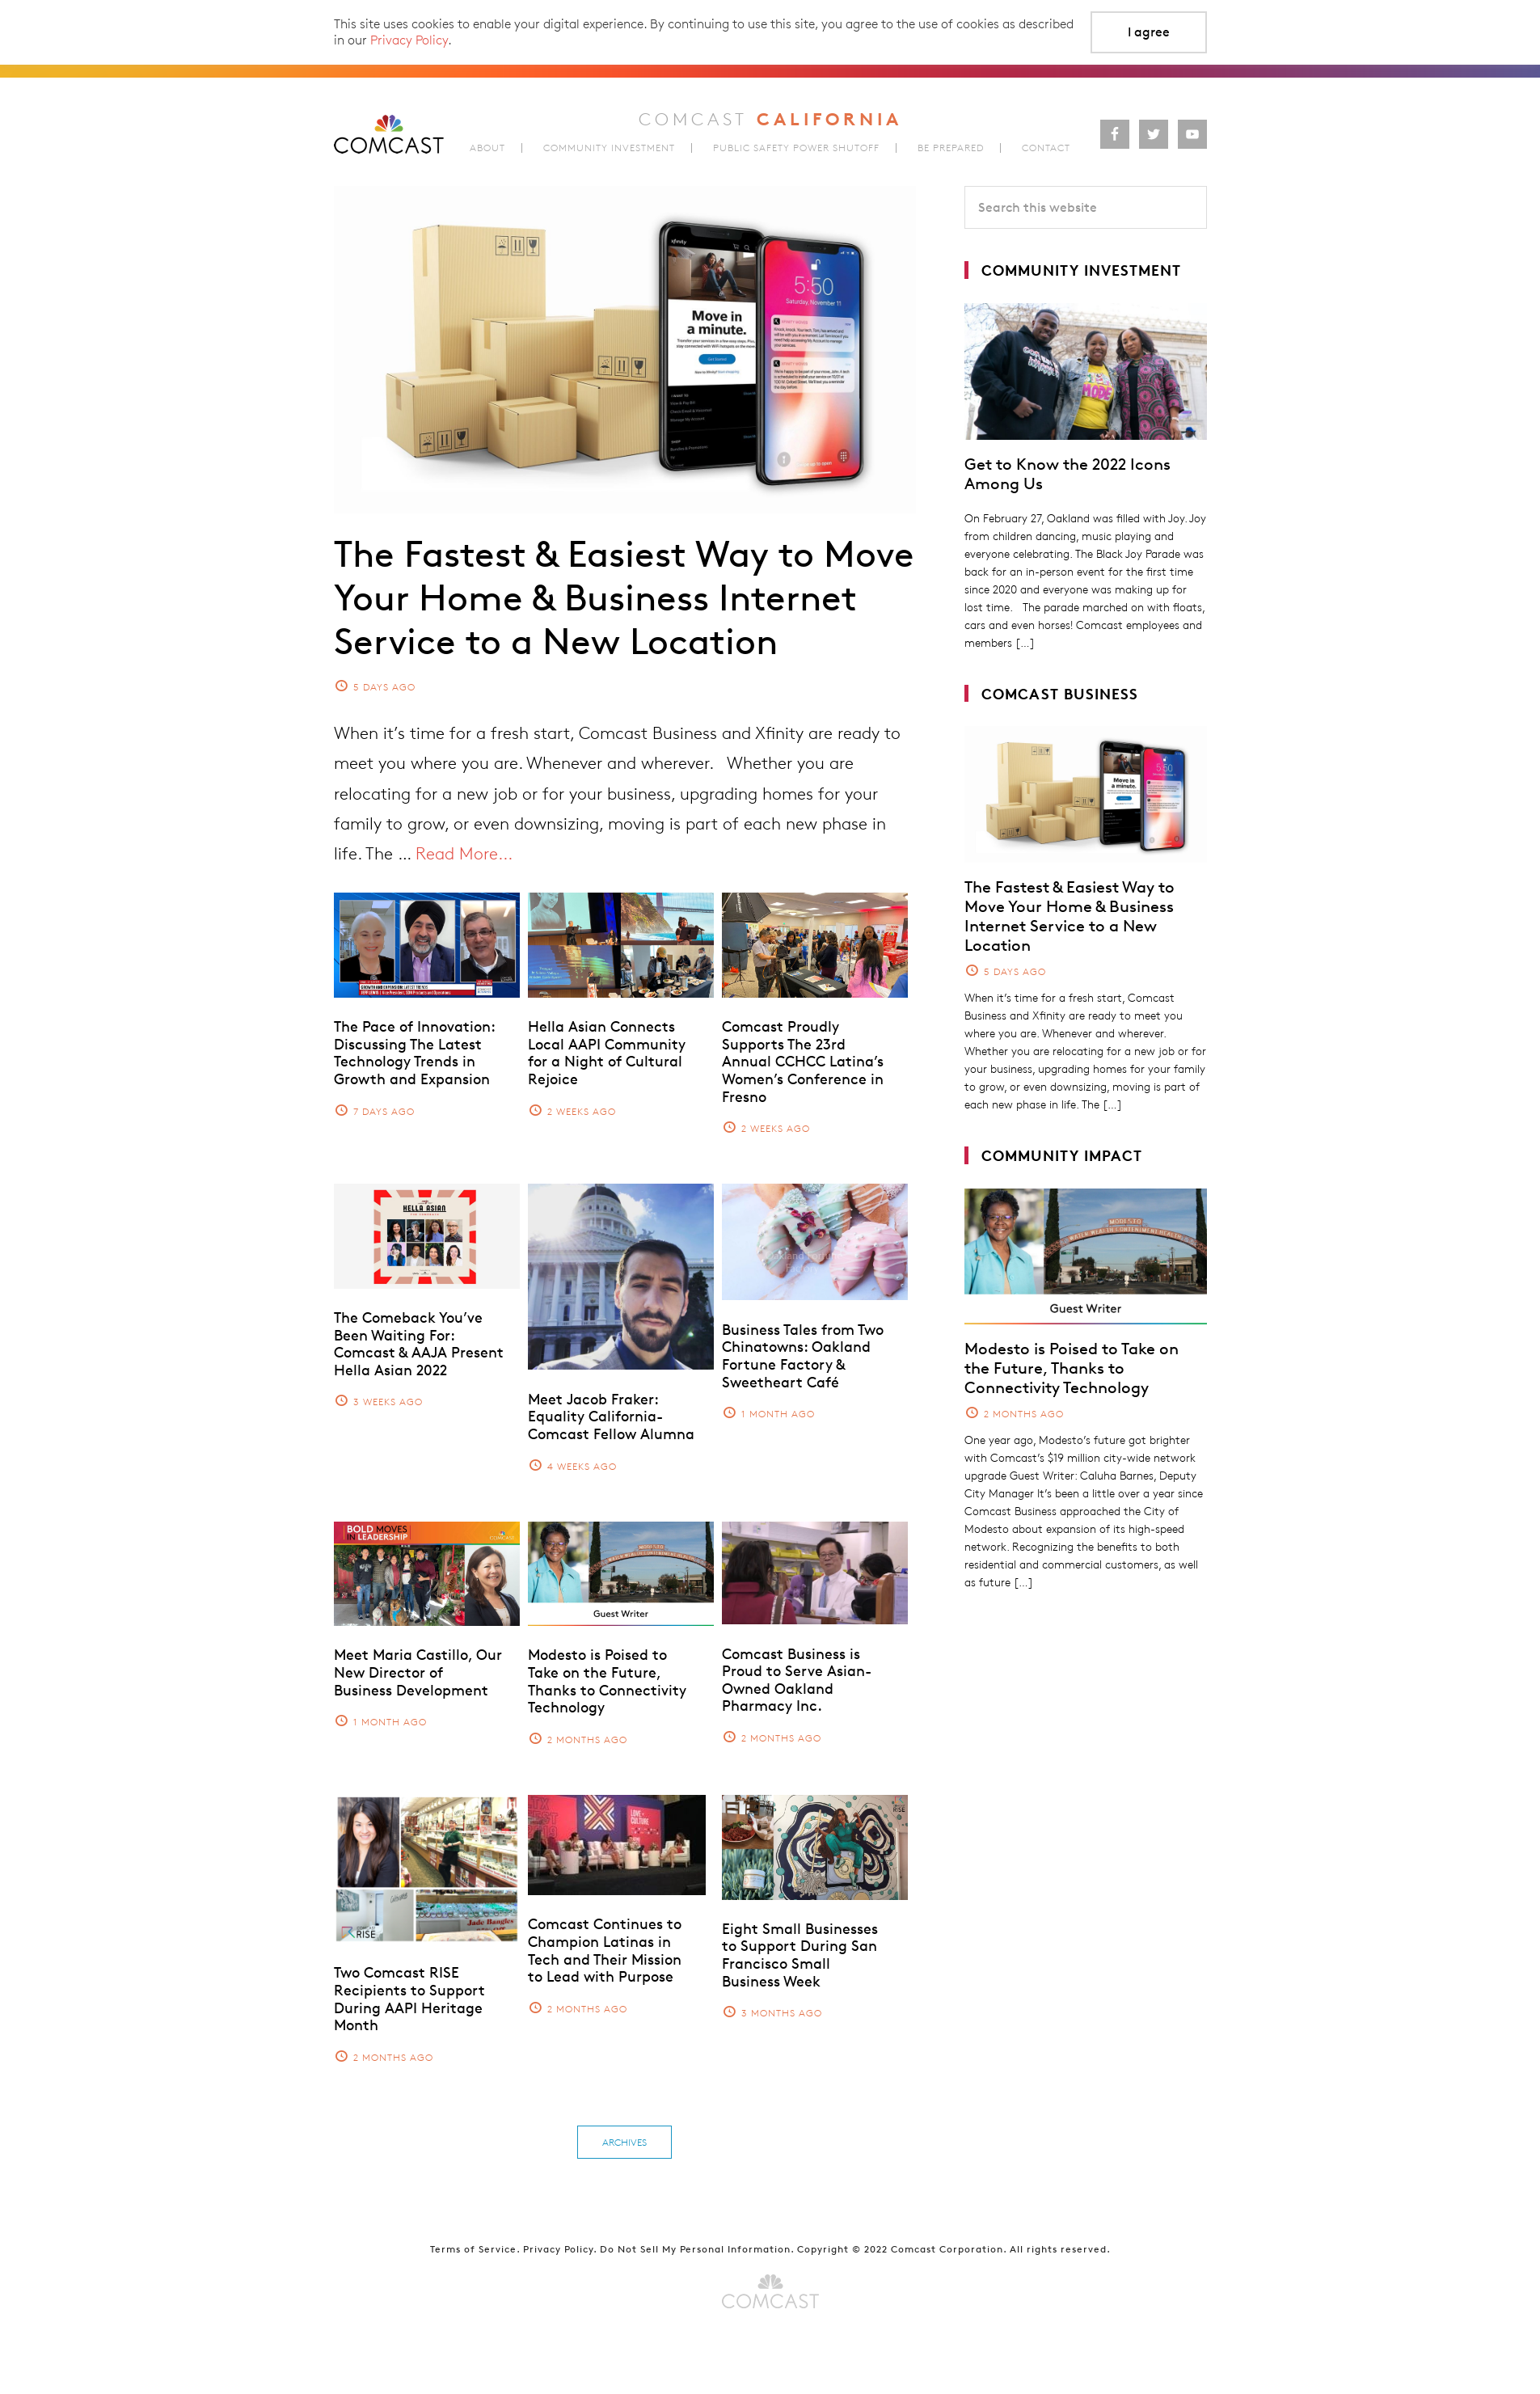 This site uses cookies to enable your digital experience. By continuing to use this site, you agree to the use of cookies as described
in our Privacy Policy.
I agree
COMCAST
COMCAST CALIFORNIA
ABOUT | COMMUNITY INVESTMENT | PUBLIC SAFETY POWER SHUTOFF | BE PREPARED | CONTACT
xfinity
Move in
a minute.
5:50
Saturday, November 11
The Fastest & Easiest Way to Move
Your Home & Business Internet
Service to a New Location
5 DAYS AGO
When it’s time for a fresh start, Comcast Business and Xfinity are ready to
meet you where you are. Whenever and wherever. Whether you are
relocating for a new job or for your business, upgrading homes for your
family to grow, or even downsizing, moving is part of each new phase in
life. The ... Read More...
The Pace of Innovation:
Discussing The Latest
Technology Trends in
Growth and Expansion
7 DAYS AGO
Hella Asian Connects
Local AAPI Community
for a Night of Cultural
Rejoice
2 WEEKS AGO
Comcast Proudly
Supports The 23rd
Annual CCHCC Latina’s
Women’s Conference in
Fresno
2 WEEKS AGO
HELLA ASIAN
The Comeback You’ve
Been Waiting For:
Comcast & AAJA Present
Hella Asian 2022
3 WEEKS AGO
Meet Jacob Fraker:
Equality California-
Comcast Fellow Alumna
4 WEEKS AGO
Business Tales from Two
Chinatowns: Oakland
Fortune Factory &
Sweetheart Café
1 MONTH AGO
BOLD MOVES
IN LEADERSHIP
COMCAST
Meet Maria Castillo, Our
New Director of
Business Development
1 MONTH AGO
MODESTO
Guest Writer
Modesto is Poised to
Take on the Future,
Thanks to Connectivity
Technology
2 MONTHS AGO
Comcast Business is
Proud to Serve Asian-
Owned Oakland
Pharmacy Inc.
2 MONTHS AGO
Jade Bangles
RISE
Two Comcast RISE
Recipients to Support
During AAPI Heritage
Month
2 MONTHS AGO
Comcast Continues to
Champion Latinas in
Tech and Their Mission
to Lead with Purpose
2 MONTHS AGO
RISE
Eight Small Businesses
to Support During San
Francisco Small
Business Week
3 MONTHS AGO
ARCHIVES
Search this website
COMMUNITY INVESTMENT
Get to Know the 2022 Icons
Among Us
On February 27, Oakland was filled with Joy. Joy
from children dancing, music playing and
everyone celebrating. The Black Joy Parade was
back for an in-person event for the first time
since 2020 and everyone was making up for
lost time. The parade marched on with floats,
cars and even horses! Comcast employees and
members […]
COMCAST BUSINESS
Move in
a minute.
5:50
The Fastest & Easiest Way to
Move Your Home & Business
Internet Service to a New
Location
5 DAYS AGO
When it’s time for a fresh start, Comcast
Business and Xfinity are ready to meet you
where you are. Whenever and wherever.
Whether you are relocating for a new job or for
your business, upgrading homes for your family
to grow, or even downsizing, moving is part of
each new phase in life. The […]
COMMUNITY IMPACT
MODESTO
Guest Writer
Modesto is Poised to Take on
the Future, Thanks to
Connectivity Technology
2 MONTHS AGO
One year ago, Modesto’s future got brighter
with Comcast’s $19 million city-wide network
upgrade Guest Writer: Caluha Barnes, Deputy
City Manager It’s been a little over a year since
Comcast Business approached the City of
Modesto about expansion of its high-speed
network. Recognizing the benefits to both
residential and commercial customers, as well
as future […]
Terms of Service. Privacy Policy. Do Not Sell My Personal Information. Copyright © 2022 Comcast Corporation. All rights reserved.
COMCAST